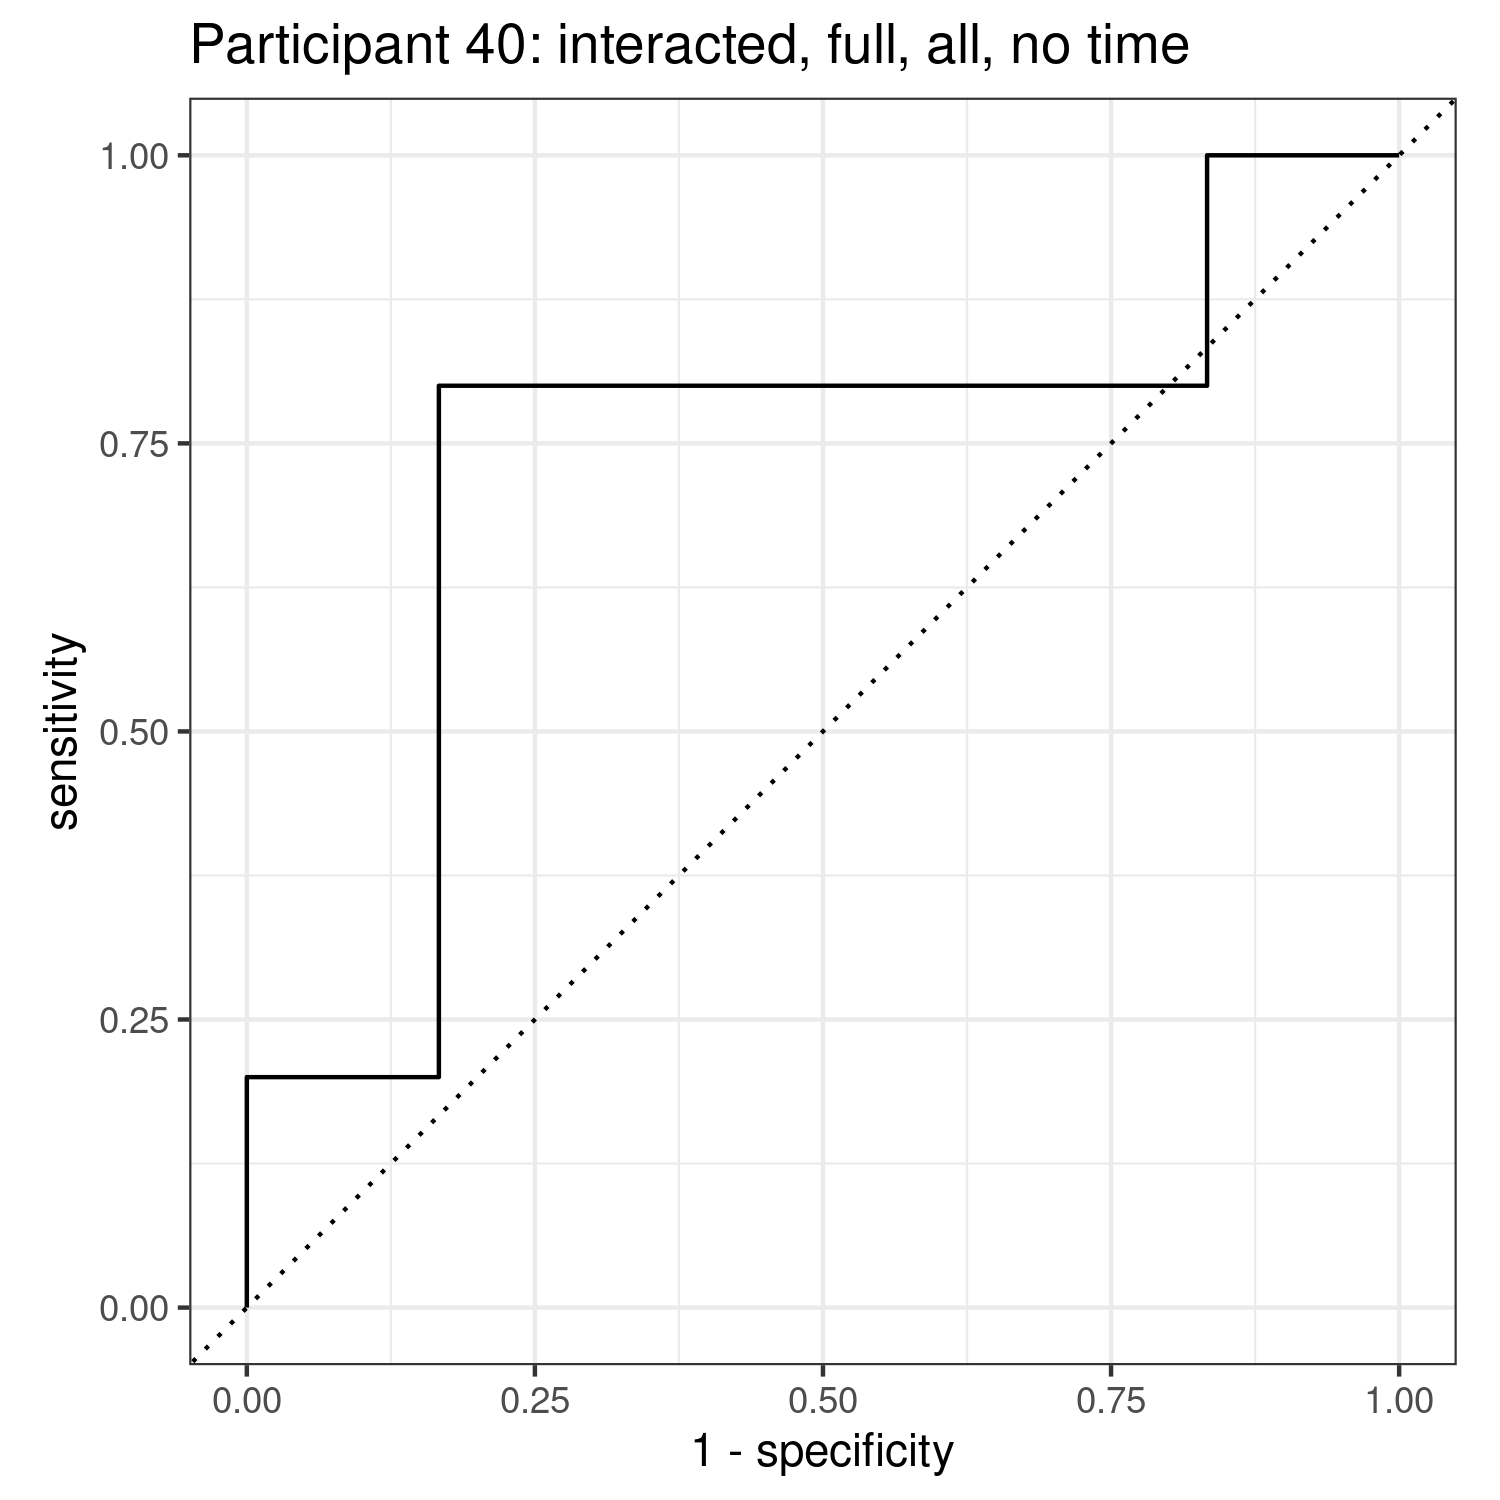 Participant 40: interacted, full, all, no time
1.00
0.75
0.50
0.25
0.00
sensitivity
0.00 0.25 0.50 0.75 1.00
1 - specificity